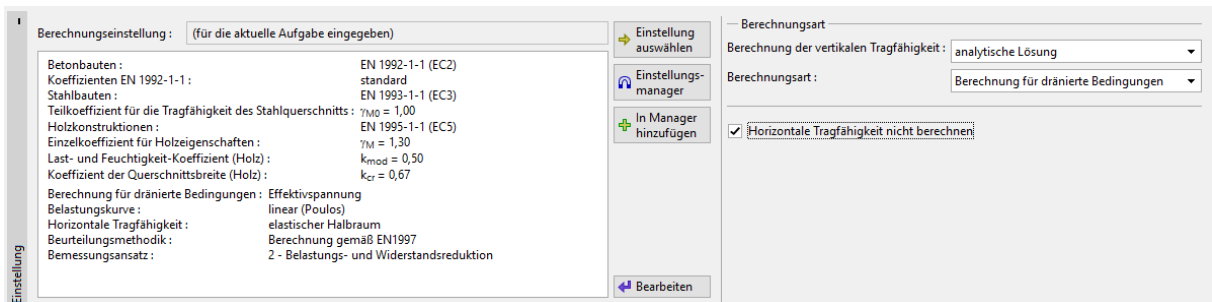 Berechnungseinstellung : (für die aktuelle Aufgabe eingegeben)
Betonbauten : EN 1992-1-1 (EC2)
Koeffizienten EN 1992-1-1 : standard
Stahlbauten : EN 1993-1-1 (EC3)
Teilkoeffizient für die Tragfähigkeit des Stahlquerschnitts : γM0 = 1,00
Holzkonstruktionen : EN 1995-1-1 (EC5)
Einzelkoeffizient für Holzeigenschaften : γM = 1,30
Last- und Feuchtigkeit-Koeffizient (Holz) : kmod = 0,50
Koeffizient der Querschnittsbreite (Holz) : kcr = 0,67
Berechnung für dränierte Bedingungen : Effektivspannung
Belastungskurve : linear (Poulos)
Horizontale Tragfähigkeit : elastischer Halbraum
Beurteilungsmethodik : Berechnung gemäß EN1997
Bemessungsansatz : 2 - Belastungs- und Widerstandsreduktion
Einstellung
auswählen
Einstellungs-
manager
In Manager
hinzufügen
Bearbeiten
Berechnungsart
Berechnung der vertikalen Tragfähigkeit : analytische Lösung
Berechnungsart : Berechnung für dränierte Bedingungen
Horizontale Tragfähigkeit nicht berechnen
Einstellung